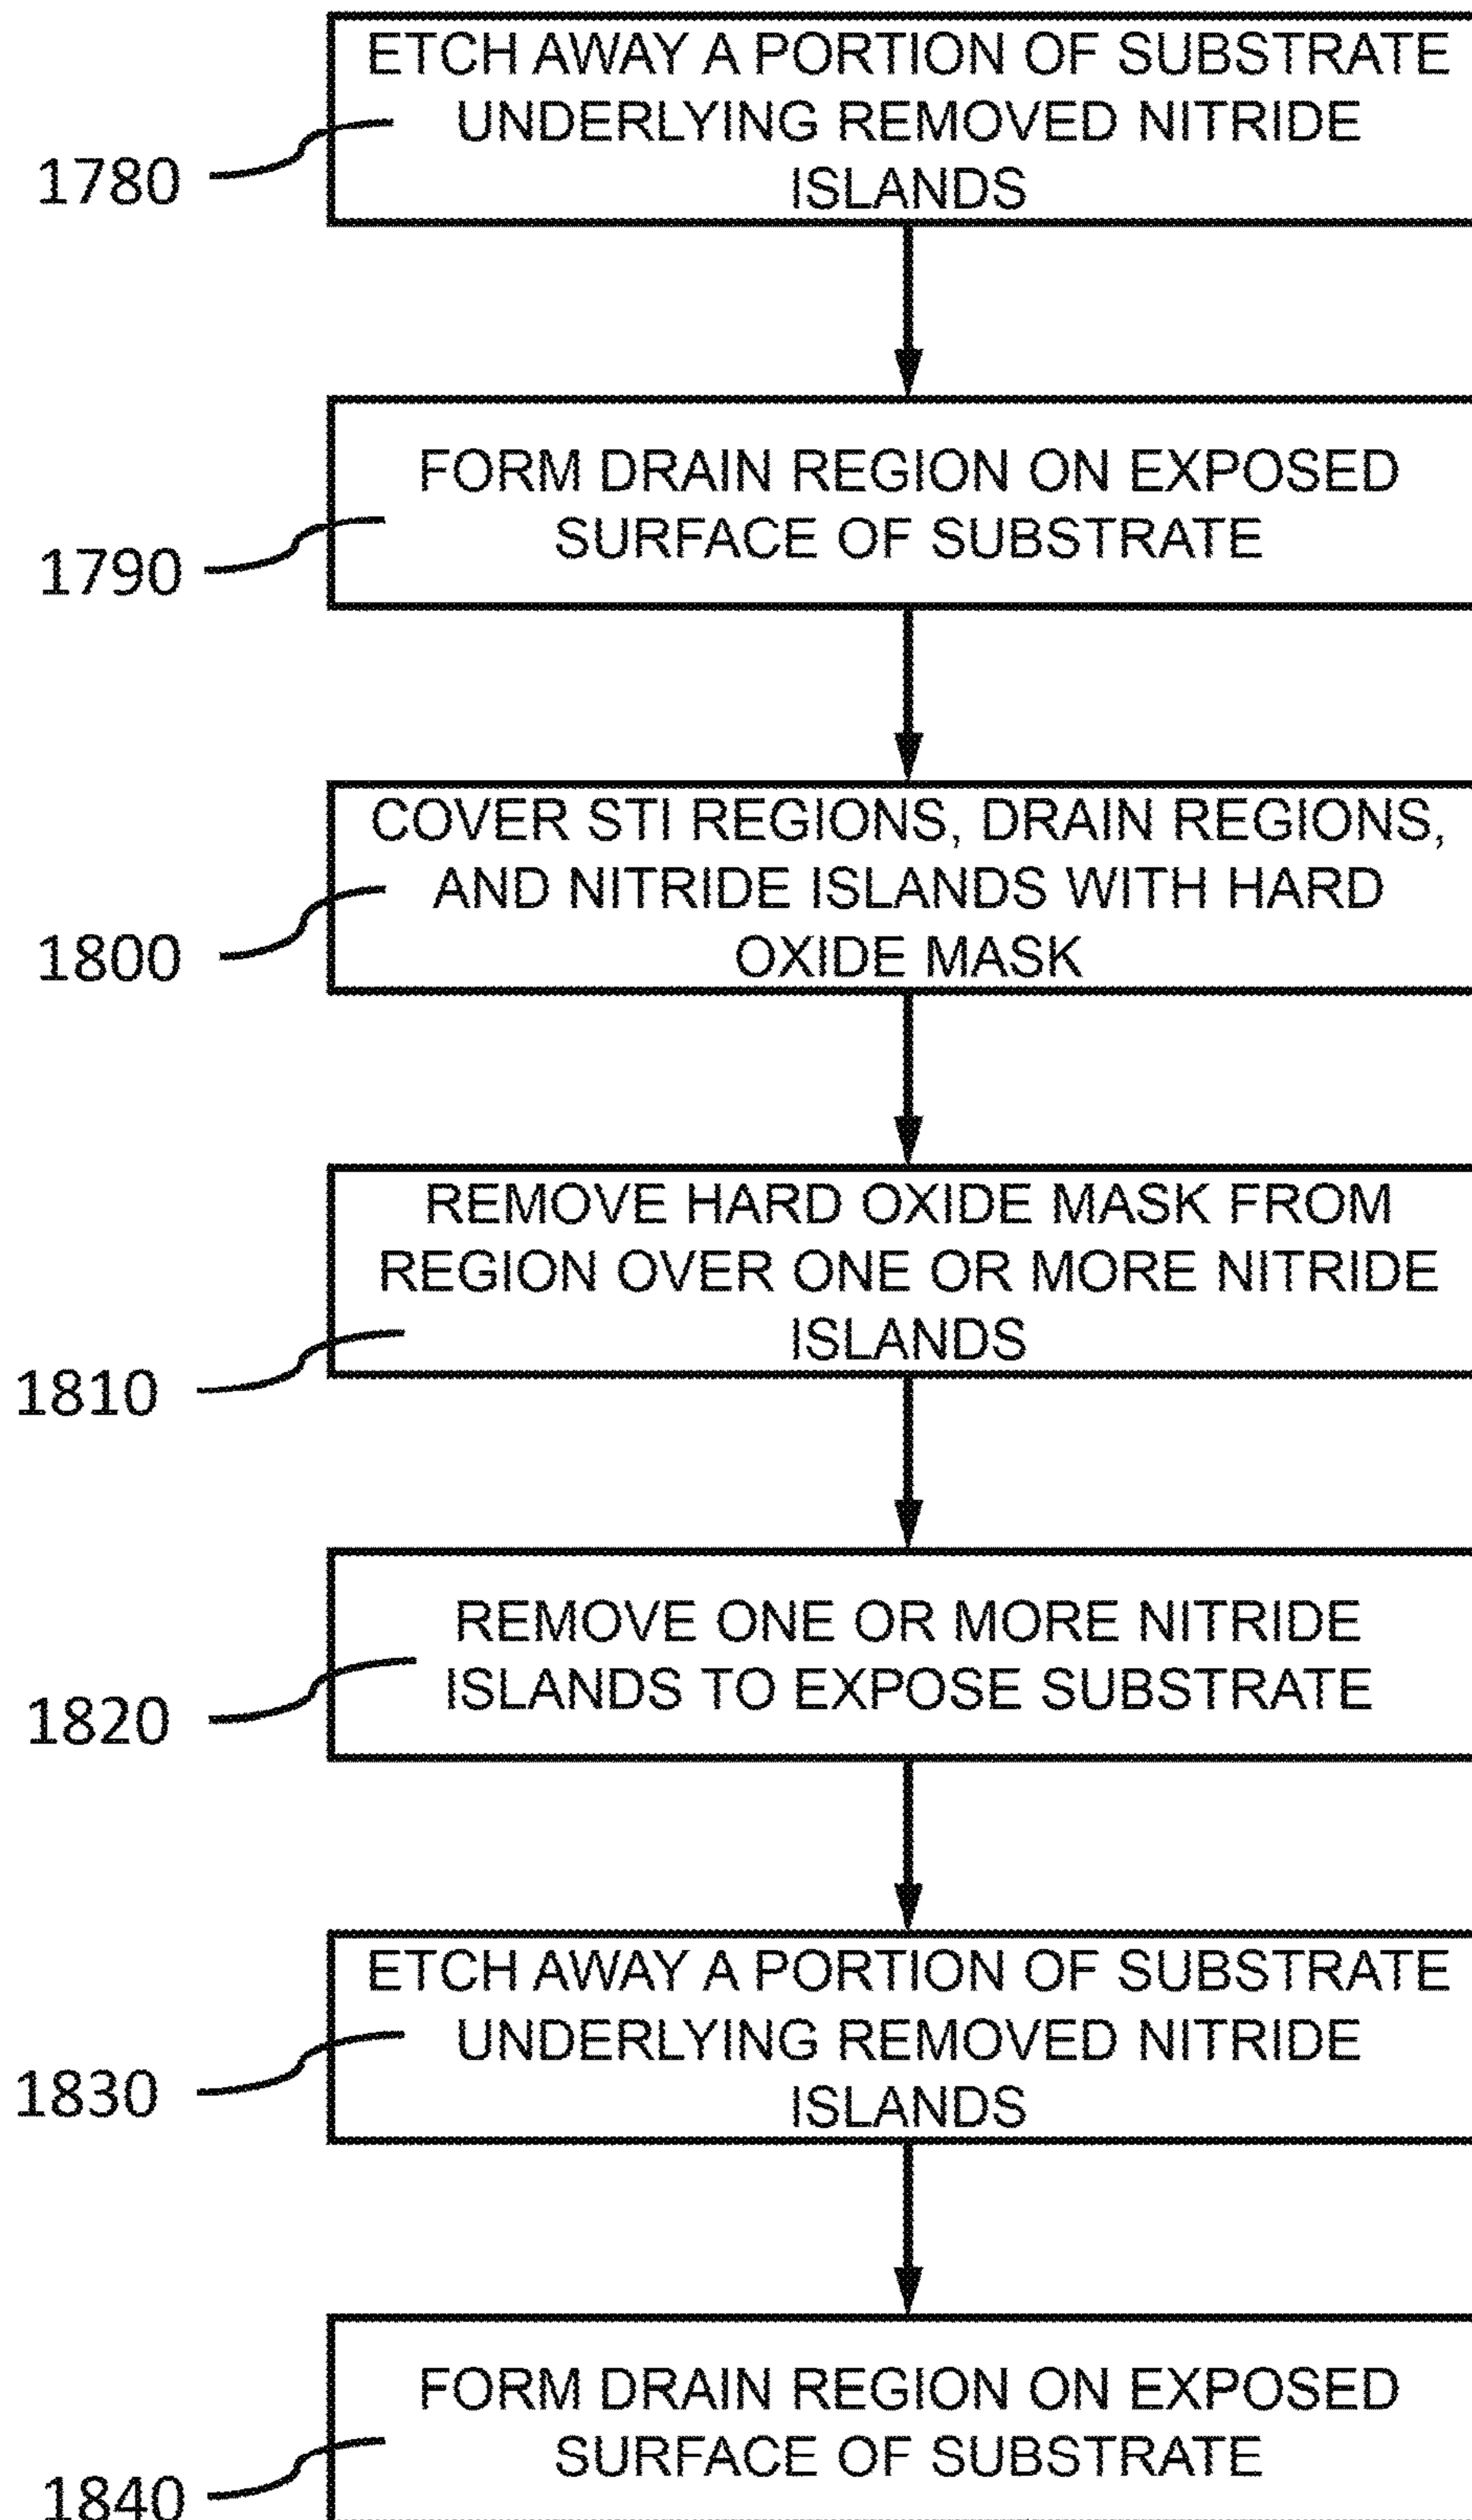 ETCH AWAY A PORTION OF SUBSTRATE
UNDERLYING REMOVED NITRIDE
ISLANDS
1780
FORM DRAIN REGION ON EXPOSED
SURFACE OF SUBSTRATE
1790
COVER STI REGIONS, DRAIN REGIONS,
AND NITRIDE ISLANDS WITH HARD
OXIDE MASK
1800
REMOVE HARD OXIDE MASK FROM
REGION OVER ONE OR MORE NITRIDE
ISLANDS
1810
REMOVE ONE OR MORE NITRIDE
ISLANDS TO EXPOSE SUBSTRATE
1820
ETCH AWAY A PORTION OF SUBSTRATE
UNDERLYING REMOVED NITRIDE
ISLANDS
1830
FORM DRAIN REGION ON EXPOSED
SURFACE OF SUBSTRATE
1840